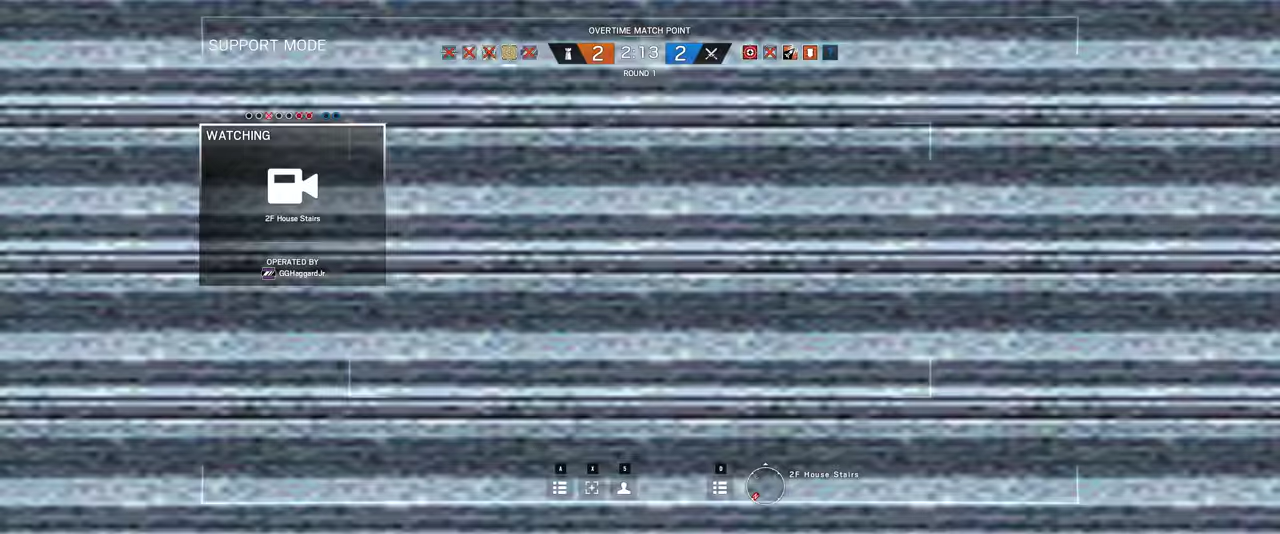 OVERTIME MATCH POINT
SUPPORT MODE
2 2:13 2
ROUND 1
WATCHING
2F House Stairs
OPERATED BY
GGHaggardJr.
A X S D
2F House Stairs